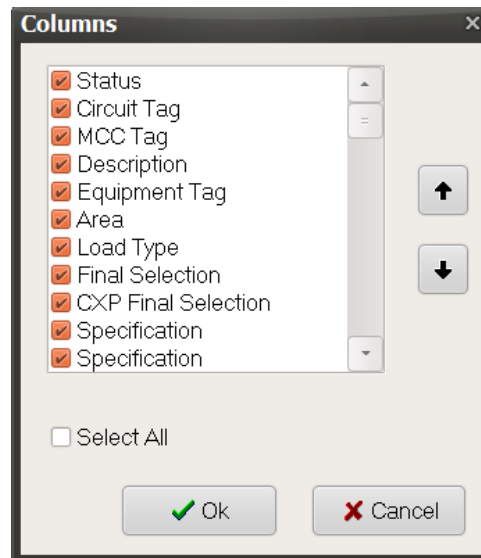 Columns
Status
Circuit Tag
MCC Tag
Description
Equipment Tag
Area
Load Type
Final Selection
CXP Final Selection
Specification
Specification
Select All
Ok
Cancel